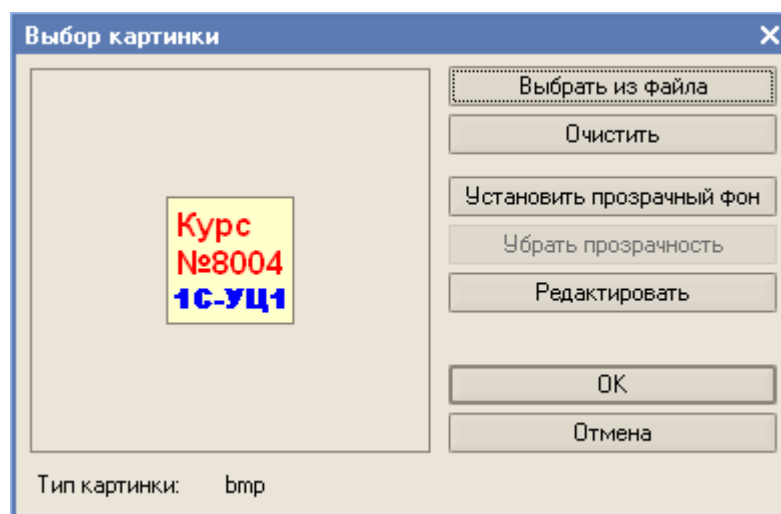 Выбор картинки
Выбрать из файла
Очистить
Установить прозрачный фон
Убрать прозрачность
Редактировать
Курс
№8004
1С-УЦ1
OK
Отмена
Тип картинки: bmp